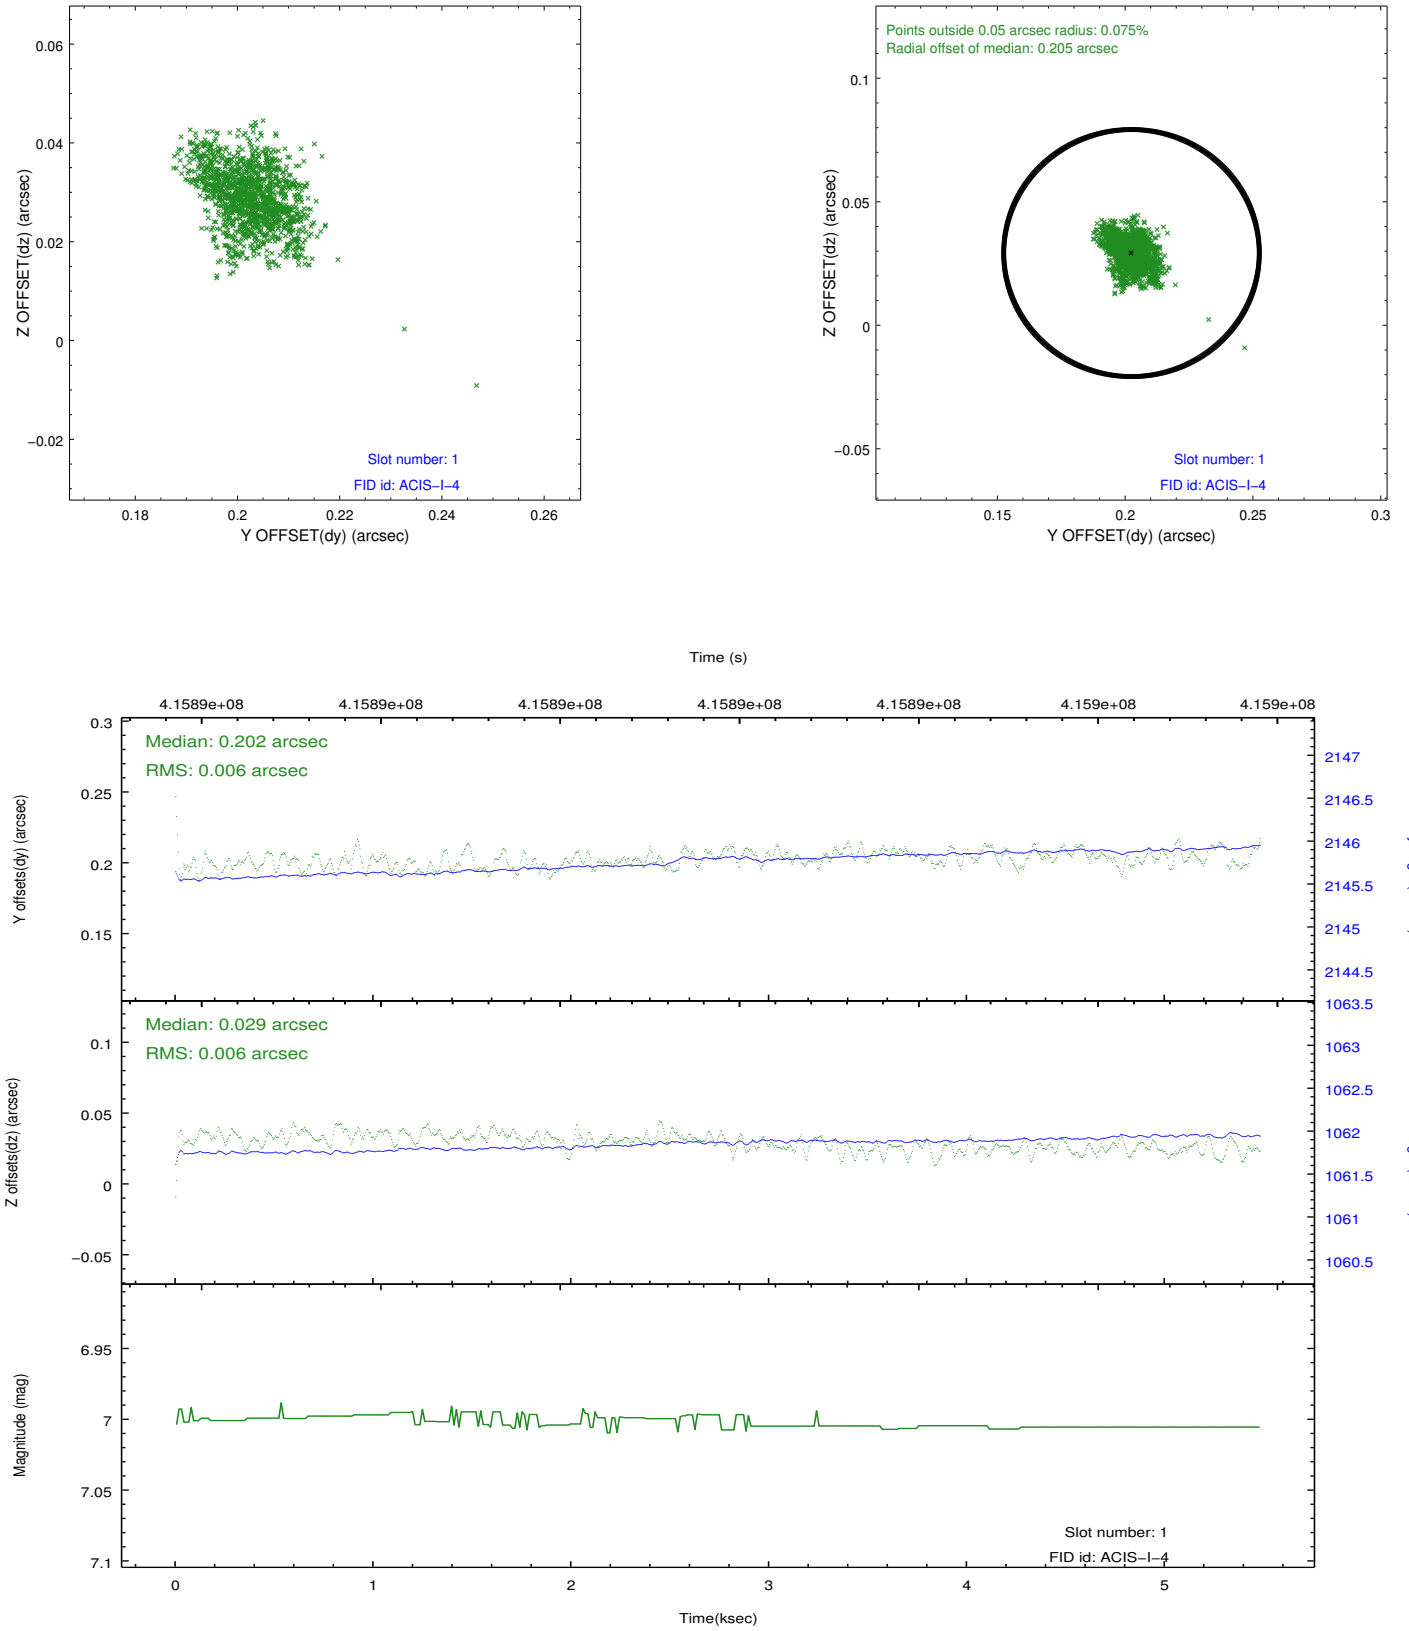 0.06
0.04
0.02
0
−0.02
Z OFFSET(dz) (arcsec)
Slot number: 1
FID id: ACIS−I−4
0.18 0.2 0.22 0.24 0.26
Y OFFSET(dy) (arcsec)
Points outside 0.05 arcsec radius: 0.075%
Radial offset of median: 0.205 arcsec
0.1
0.05
0
−0.05
Z OFFSET(dz) (arcsec)
Slot number: 1
FID id: ACIS−I−4
0.15 0.2 0.25 0.3
Y OFFSET(dy) (arcsec)
Time (s)
4.1589e+08 4.1589e+08 4.1589e+08 4.1589e+08 4.1589e+08 4.159e+08 4.159e+08
Median: 0.202 arcsec
RMS: 0.006 arcsec
0.3
0.25
0.2
0.15
Y offsets(dy) (arcsec)
2147
2146.5
2146
2145.5
2145
2144.5
Median: 0.029 arcsec
RMS: 0.006 arcsec
0.1
0.05
0
−0.05
Z offsets(dz) (arcsec)
1063.5
1063
1062.5
1062
1061.5
1061
1060.5
6.95
7
7.05
7.1
Magnitude (mag)
Slot number: 1
FID id: ACIS−I−4
0 1 2 3 4 5
Time(ksec)